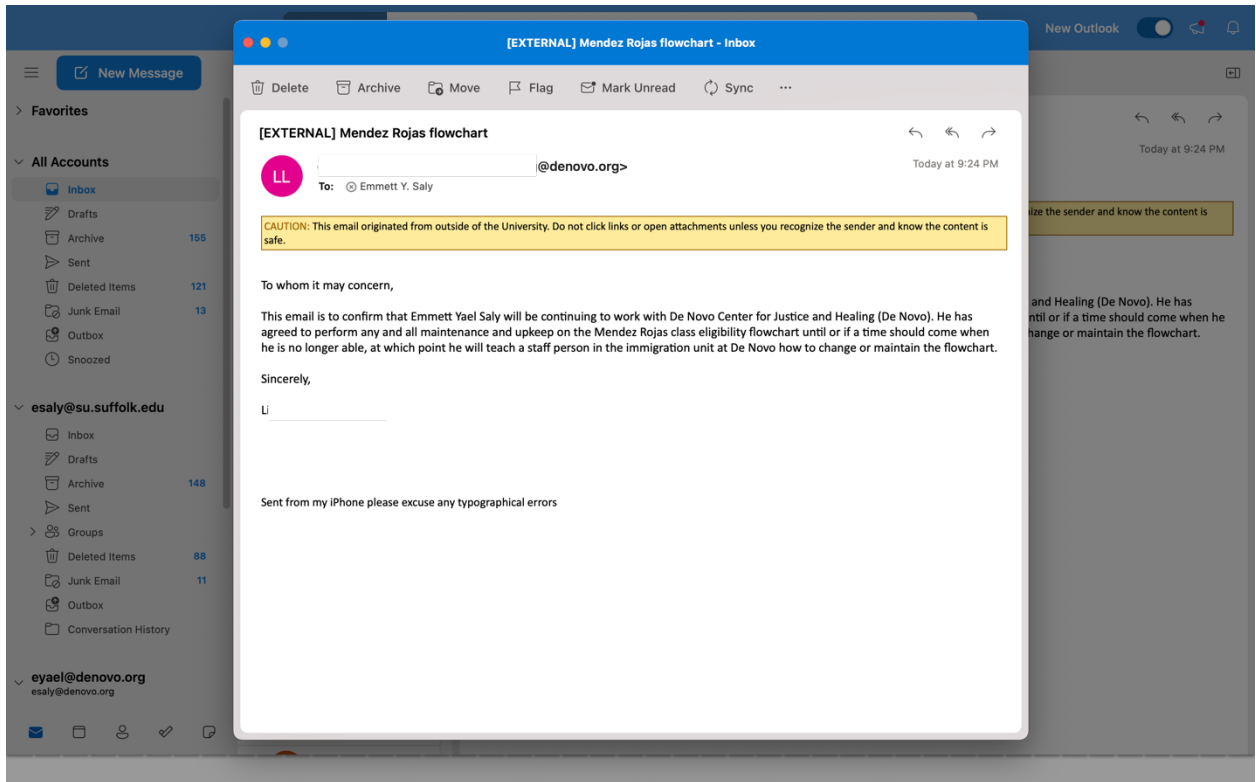 New Outlook
[EXTERNAL] Mendez Rojas flowchart - Inbox
New Message
Delete
Archive
Move
Flag
Mark Unread
Sync
...
Favorites
All Accounts
Inbox
Drafts
Archive 155
Sent
Deleted Items 121
Junk Email 13
Outbox
Snoozed
esaly@su.suffolk.edu
Inbox
Drafts
Archive 148
Sent
Groups
Deleted Items 88
Junk Email 11
Outbox
Conversation History
eyael@denovo.org
esaly@denovo.org
[EXTERNAL] Mendez Rojas flowchart
LL
@denovo.org>
Today at 9:24 PM
To: Emmett Y. Saly
CAUTION: This email originated from outside of the University. Do not click links or open attachments unless you recognize the sender and know the content is
safe.
To whom it may concern,
This email is to confirm that Emmett Yael Saly will be continuing to work with De Novo Center for Justice and Healing (De Novo). He has
agreed to perform any and all maintenance and upkeep on the Mendez Rojas class eligibility flowchart until or if a time should come when
he is no longer able, at which point he will teach a staff person in the immigration unit at De Novo how to change or maintain the flowchart.
Sincerely,
Li
Sent from my iPhone please excuse any typographical errors
Today at 9:24 PM
ize the sender and know the content is
and Healing (De Novo). He has
ntil or if a time should come when he
hange or maintain the flowchart.